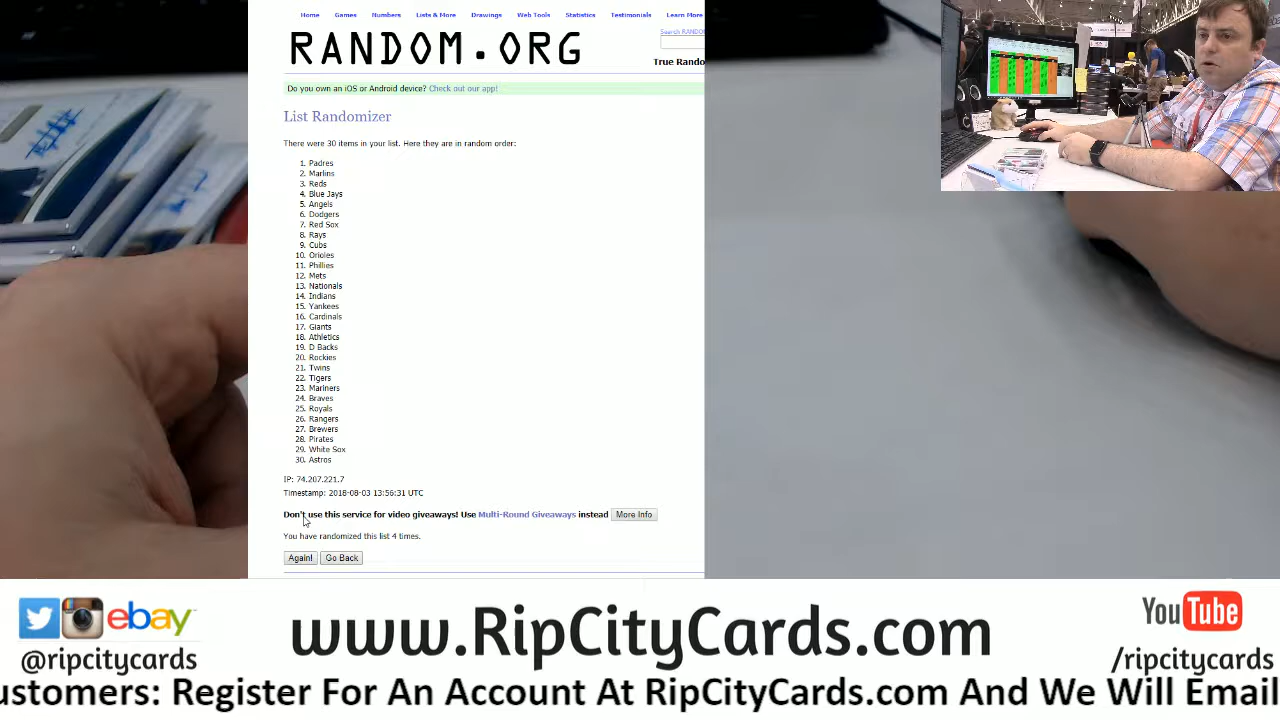 Home Games Numbers Lists & More Drawings Web Tools Statistics Testimonials Learn More
RANDOM.ORG
Search RANDO
True Rando
Do you own an iOS or Android device? Check out our app!
List Randomizer
There were 30 items in your list. Here they are in random order:
1. Padres
2. Marlins
3. Reds
4. Blue Jays
5. Angels
6. Dodgers
7. Red Sox
8. Rays
9. Cubs
10. Orioles
11. Phillies
12. Mets
13. Nationals
14. Indians
15. Yankees
16. Cardinals
17. Giants
18. Athletics
19. D Backs
20. Rockies
21. Twins
22. Tigers
23. Mariners
24. Braves
25. Royals
26. Rangers
27. Brewers
28. Pirates
29. White Sox
30. Astros
IP: 74.207.221.7
Timestamp: 2018-08-03 13:56:31 UTC
Don't use this service for video giveaways! Use Multi-Round Giveaways instead More Info
You have randomized this list 4 times.
Again! Go Back
ebay
@ripcitycards
www.RipCityCards.com
YouTube
/ripcitycards
ustomers: Register For An Account At RipCityCards.com And We Will Email